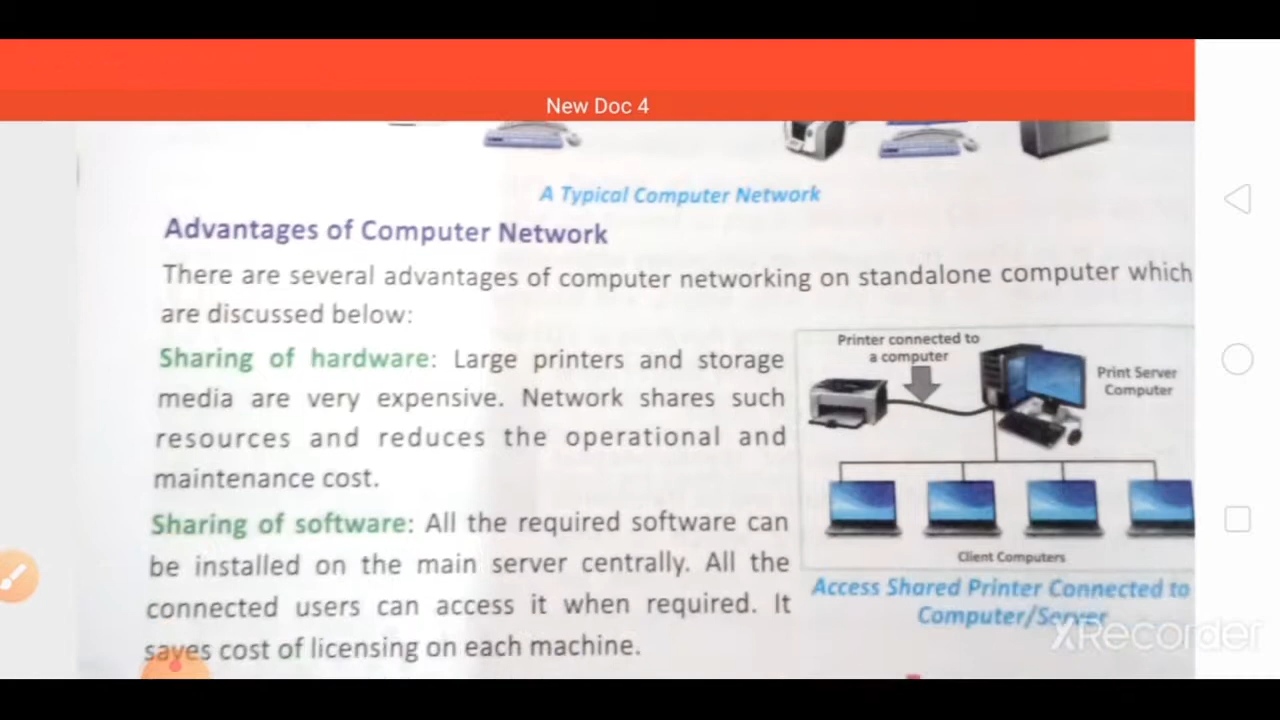 New Doc 4
A Typical Computer Network
Advantages of Computer Network
There are several advantages of computer networking on standalone computer which
are discussed below:
Sharing of hardware: Large printers and storage
media are very expensive. Network shares such
resources and reduces the operational and
maintenance cost.
Sharing of software: All the required software can
be installed on the main server centrally. All the
connected users can access it when required. It
saves cost of licensing on each machine.
Printer connected to
a computer
Print Server
Computer
Client Computers
Access Shared Printer Connected to
Computer/Server
XRecorder